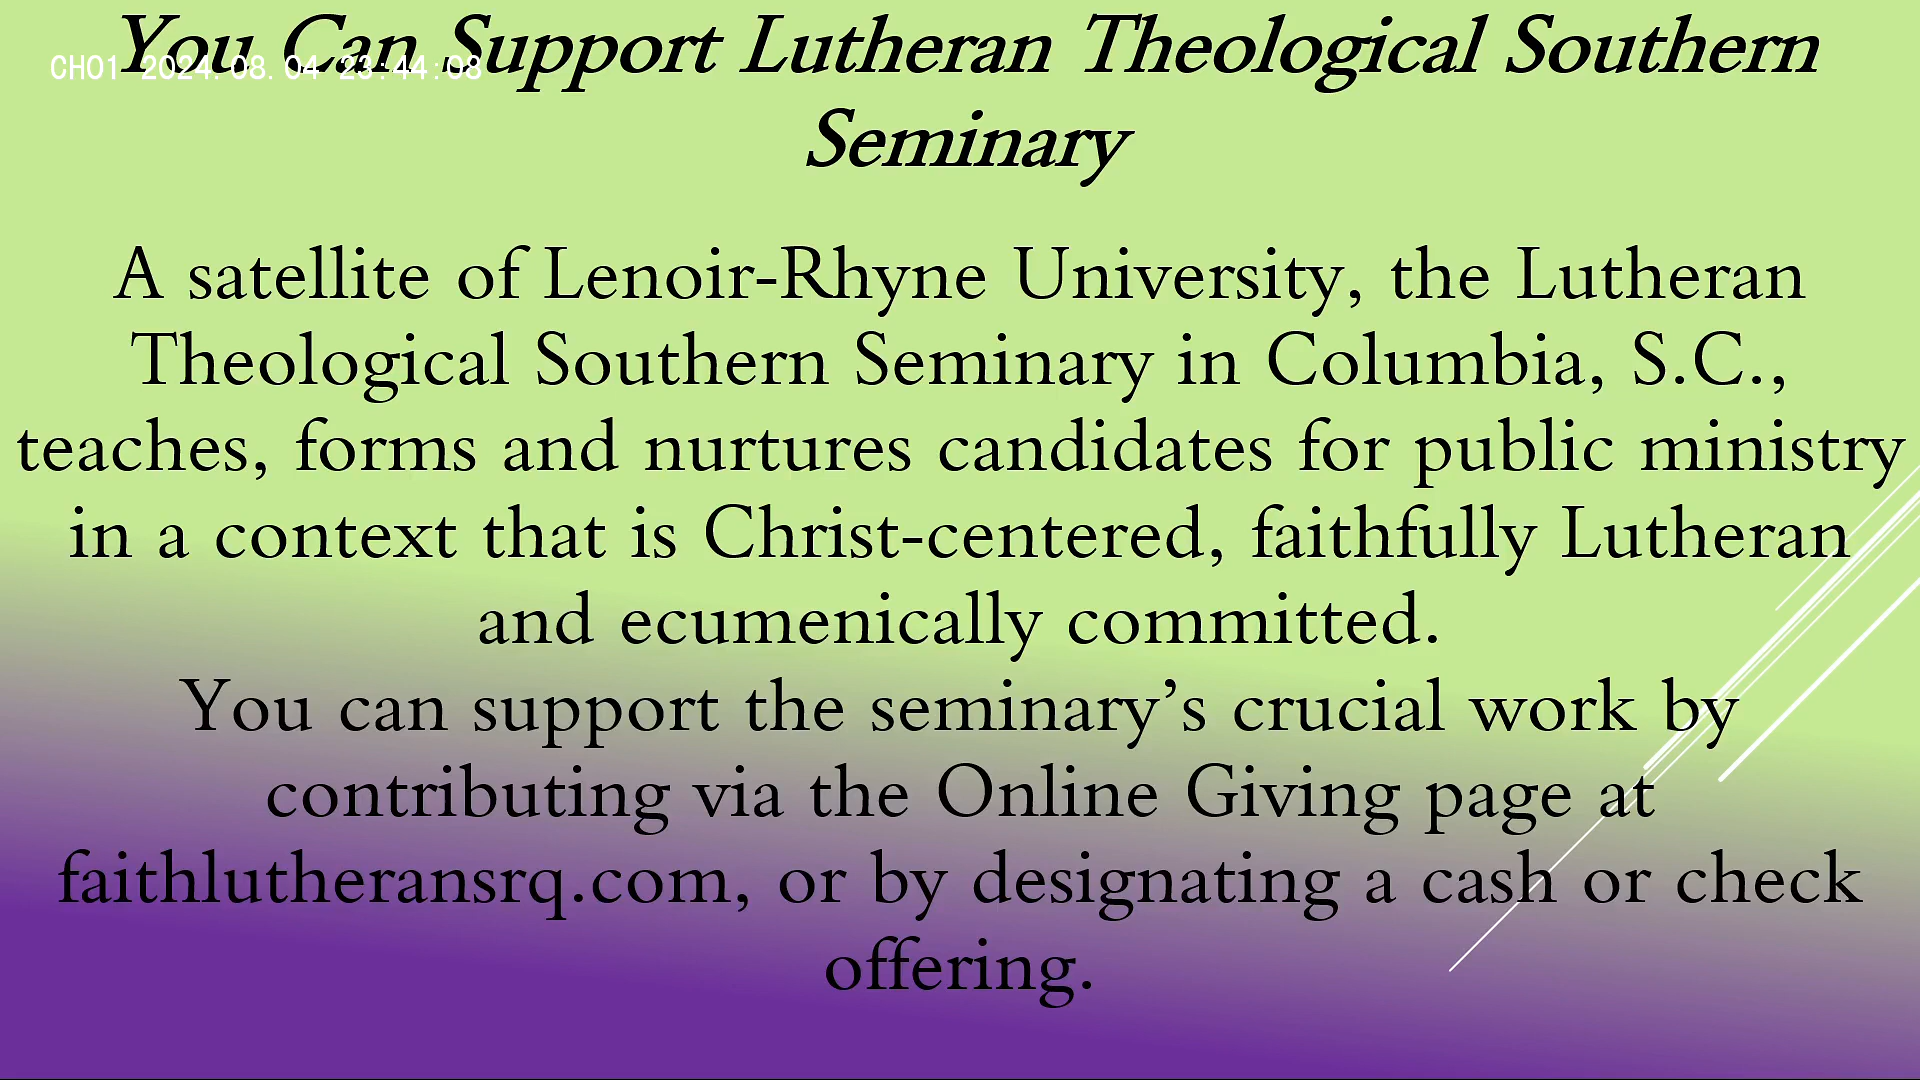 You Can Support Lutheran Theological Southern
Seminary
CH01 2024.08.04 23:44:08
A satellite of Lenoir-Rhyne University, the Lutheran
Theological Southern Seminary in Columbia, S.C.,
teaches, forms and nurtures candidates for public ministry
in a context that is Christ-centered, faithfully Lutheran
and ecumenically committed.
You can support the seminary’s crucial work by
contributing via the Online Giving page at
faithlutheransrq.com, or by designating a cash or check
offering.